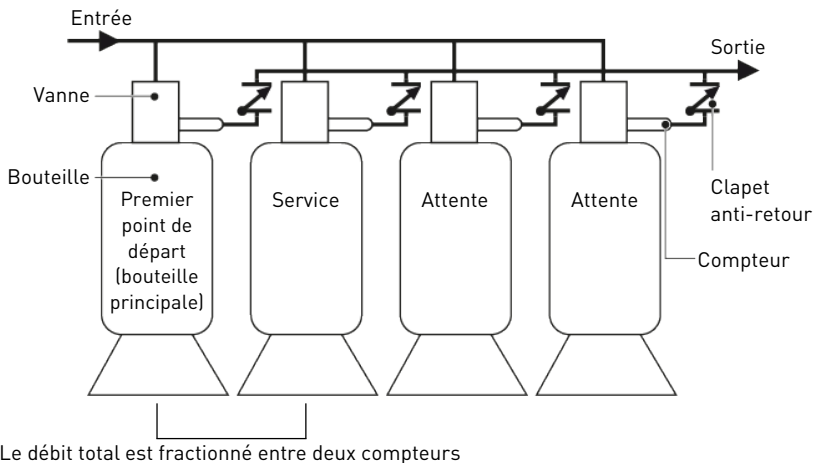 Entrée
Sortie
Vanne
Bouteille
Premier
point de
départ
(bouteille
principale)
Service
Attente
Attente
Clapet
anti-retour
Compteur
Le débit total est fractionné entre deux compteurs